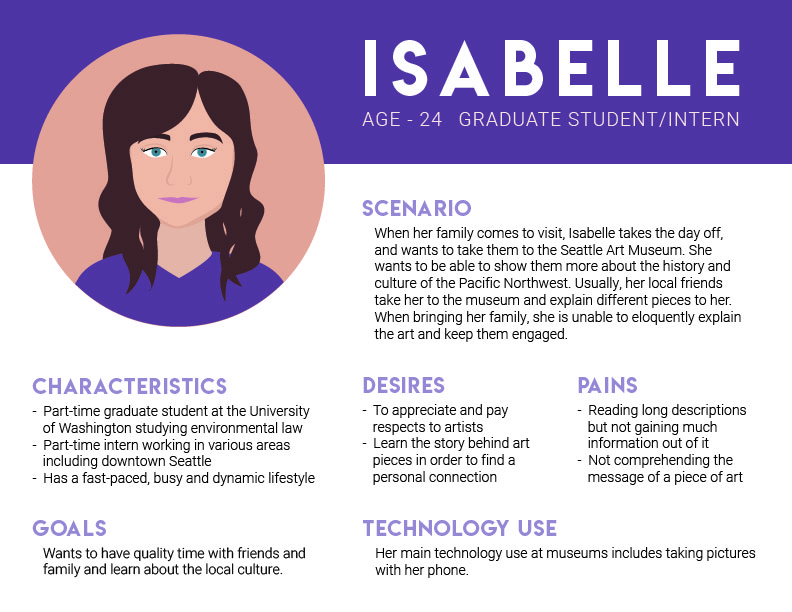 ISABELLE
AGE - 24 GRADUATE STUDENT/INTERN
SCENARIO
When her family comes to visit, Isabelle takes the day off,
and wants to take them to the Seattle Art Museum. She
wants to be able to show them more about the history and
culture of the Pacific Northwest. Usually, her local friends
take her to the museum and explain different pieces to her.
When bringing her family, she is unable to eloquently explain
the art and keep them engaged.
CHARACTERISTICS
- Part-time graduate student at the University
of Washington studying environmental law
- Part-time intern working in various areas
including downtown Seattle
- Has a fast-paced, busy and dynamic lifestyle
DESIRES
- To appreciate and pay
respects to artists
- Learn the story behind art
pieces in order to find a
personal connection
PAINS
- Reading long descriptions
but not gaining much
information out of it
- Not comprehending the
message of a piece of art
GOALS
Wants to have quality time with friends and
family and learn about the local culture.
TECHNOLOGY USE
Her main technology use at museums includes taking pictures
with her phone.